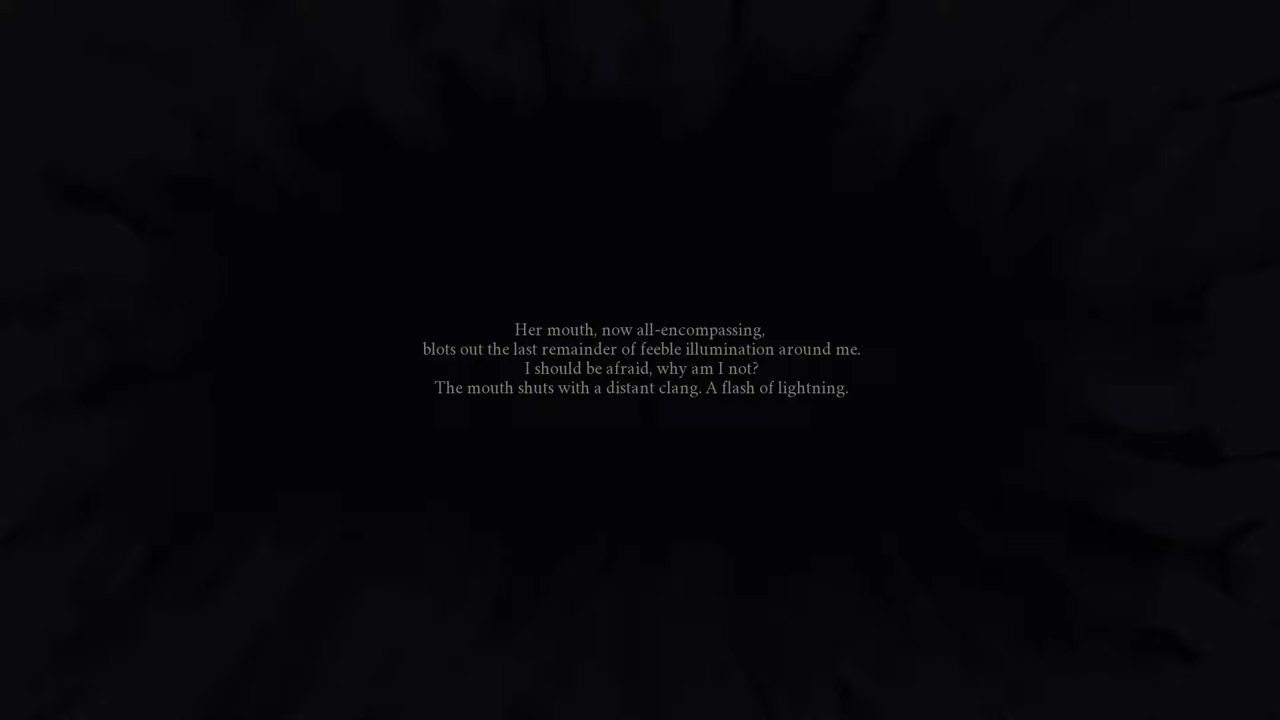 Her mouth, now all-encompassing,
blots out the last remainder of feeble illumination around me.
I should be afraid, why am I not?
The mouth shuts with a distant clang. A flash of lightning.